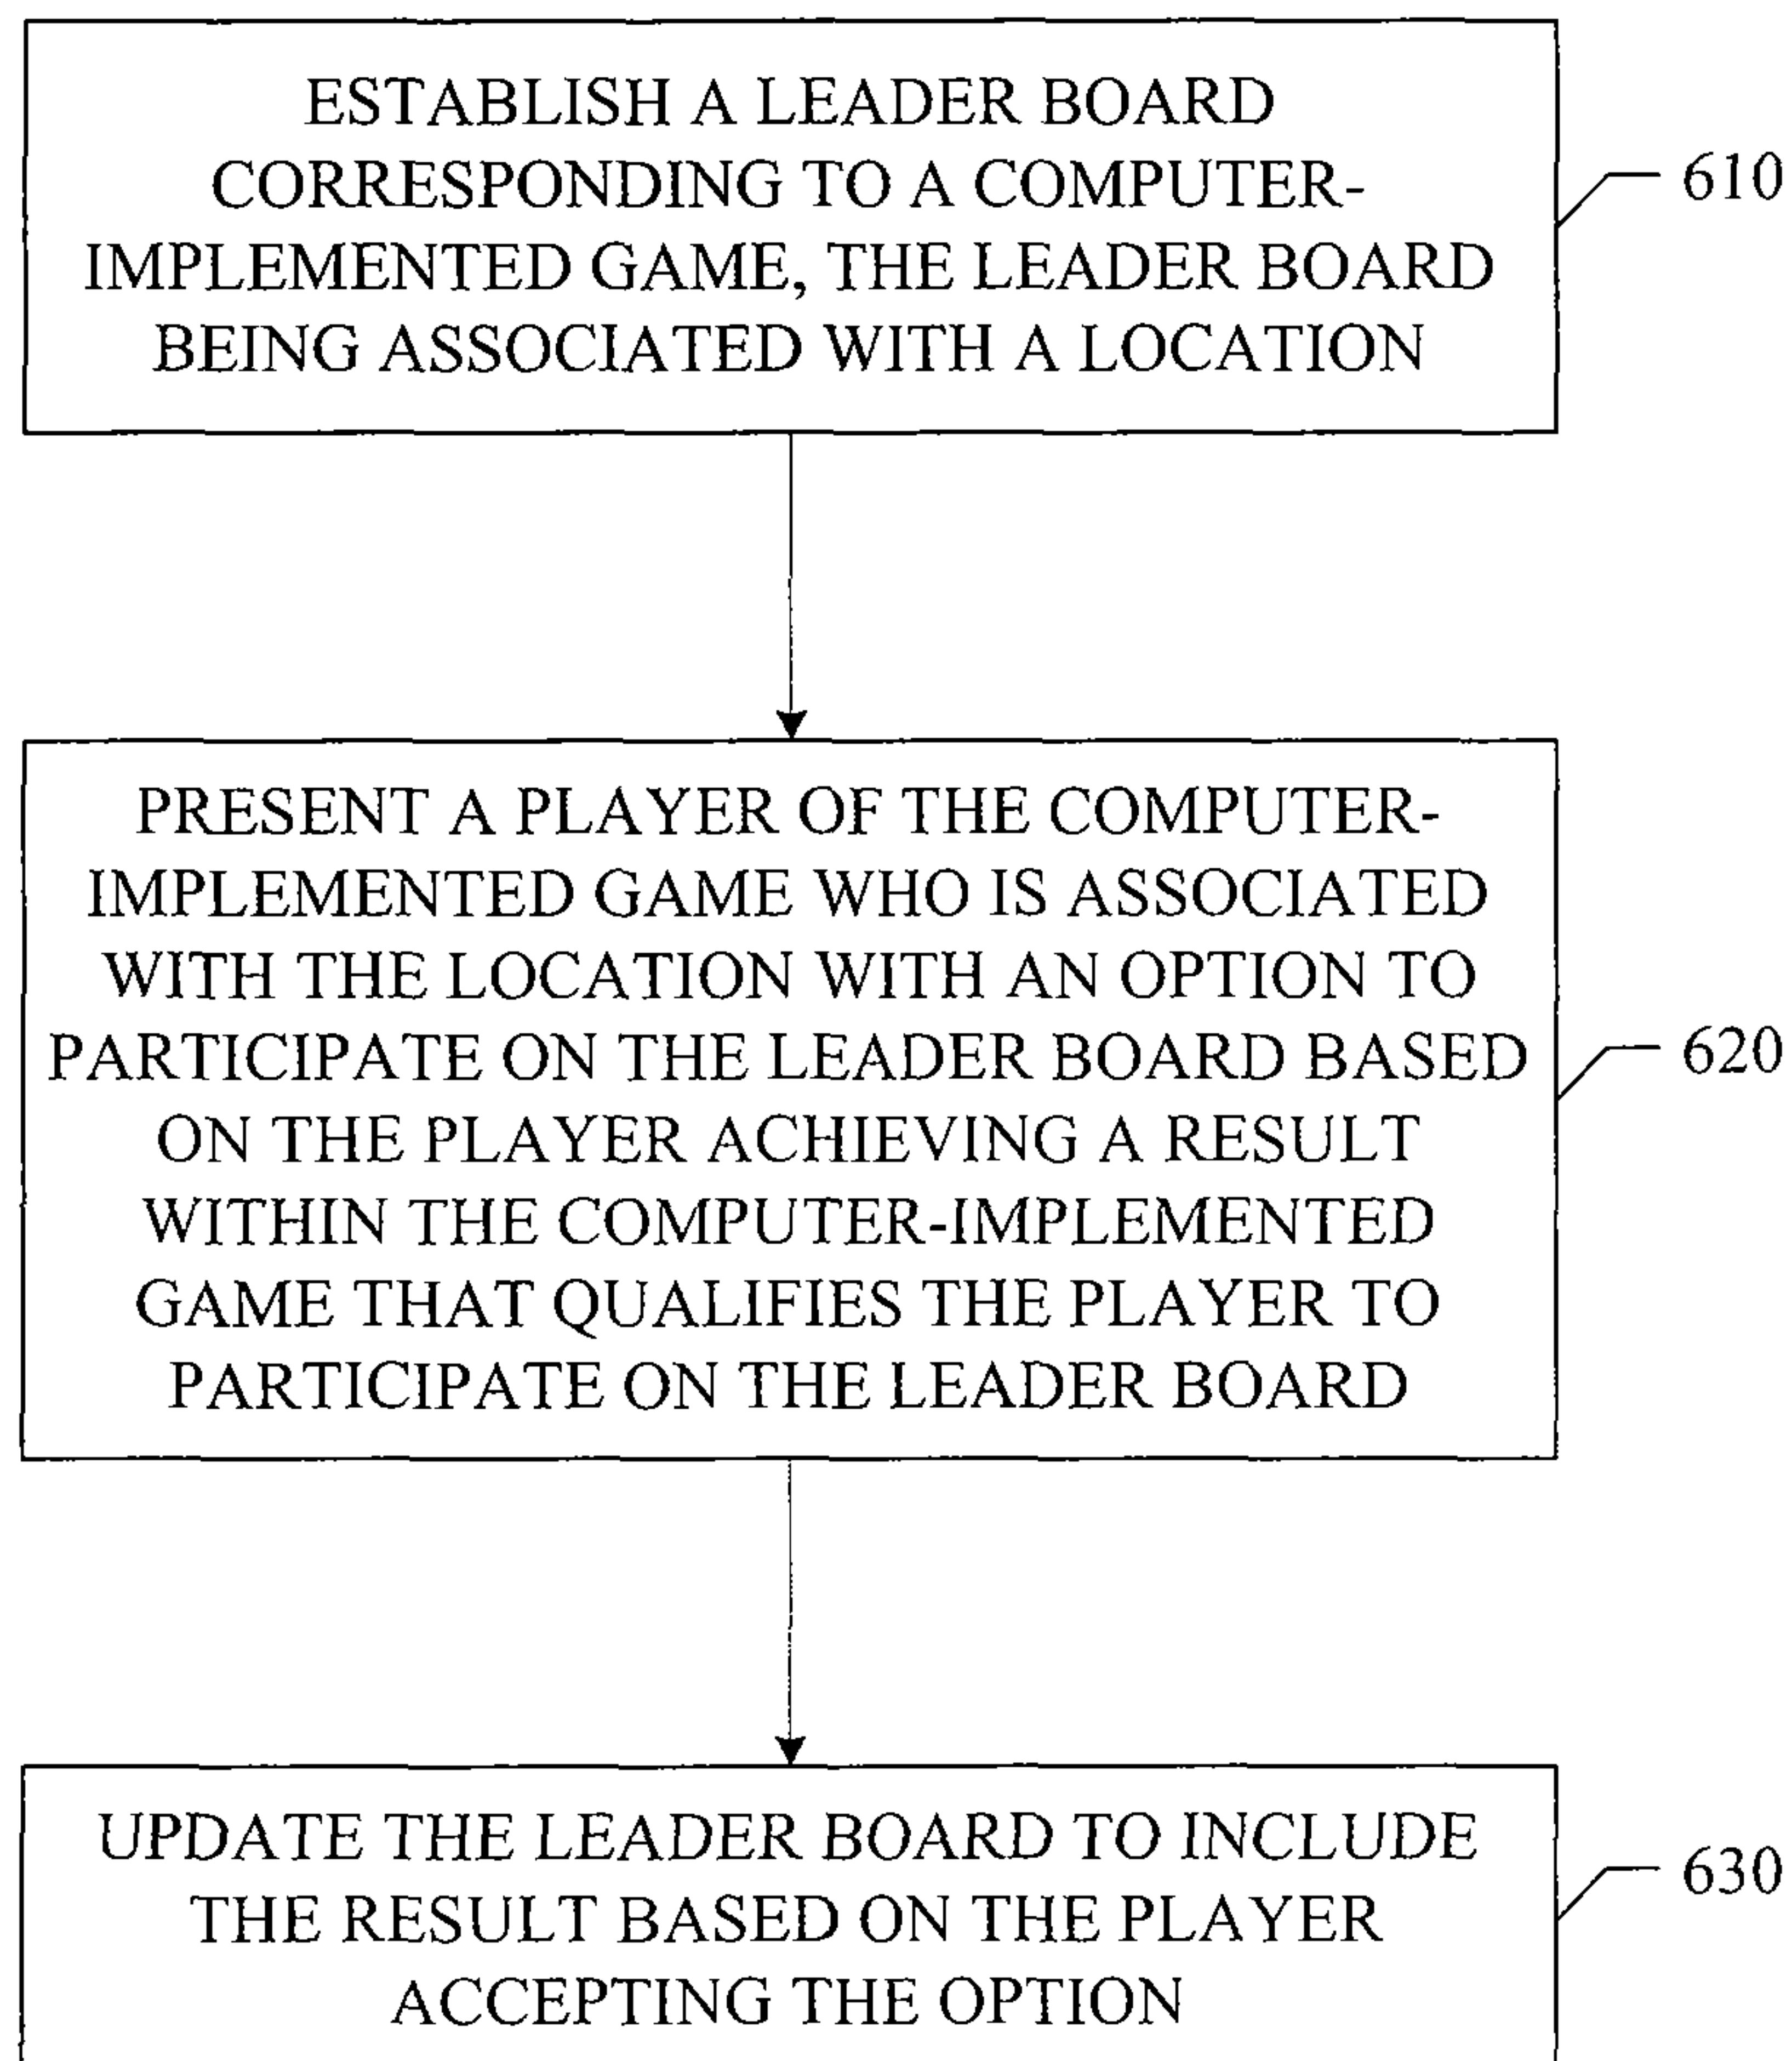 ESTABLISH A LEADER BOARD
CORRESPONDING TO A COMPUTER-
IMPLEMENTED GAME, THE LEADER BOARD
BEING ASSOCIATED WITH A LOCATION
610
PRESENT A PLAYER OF THE COMPUTER-
IMPLEMENTED GAME WHO IS ASSOCIATED
WITH THE LOCATION WITH AN OPTION TO
PARTICIPATE ON THE LEADER BOARD BASED
ON THE PLAYER ACHIEVING A RESULT
WITHIN THE COMPUTER-IMPLEMENTED
GAME THAT QUALIFIES THE PLAYER TO
PARTICIPATE ON THE LEADER BOARD
620
UPDATE THE LEADER BOARD TO INCLUDE
THE RESULT BASED ON THE PLAYER
ACCEPTING THE OPTION
630